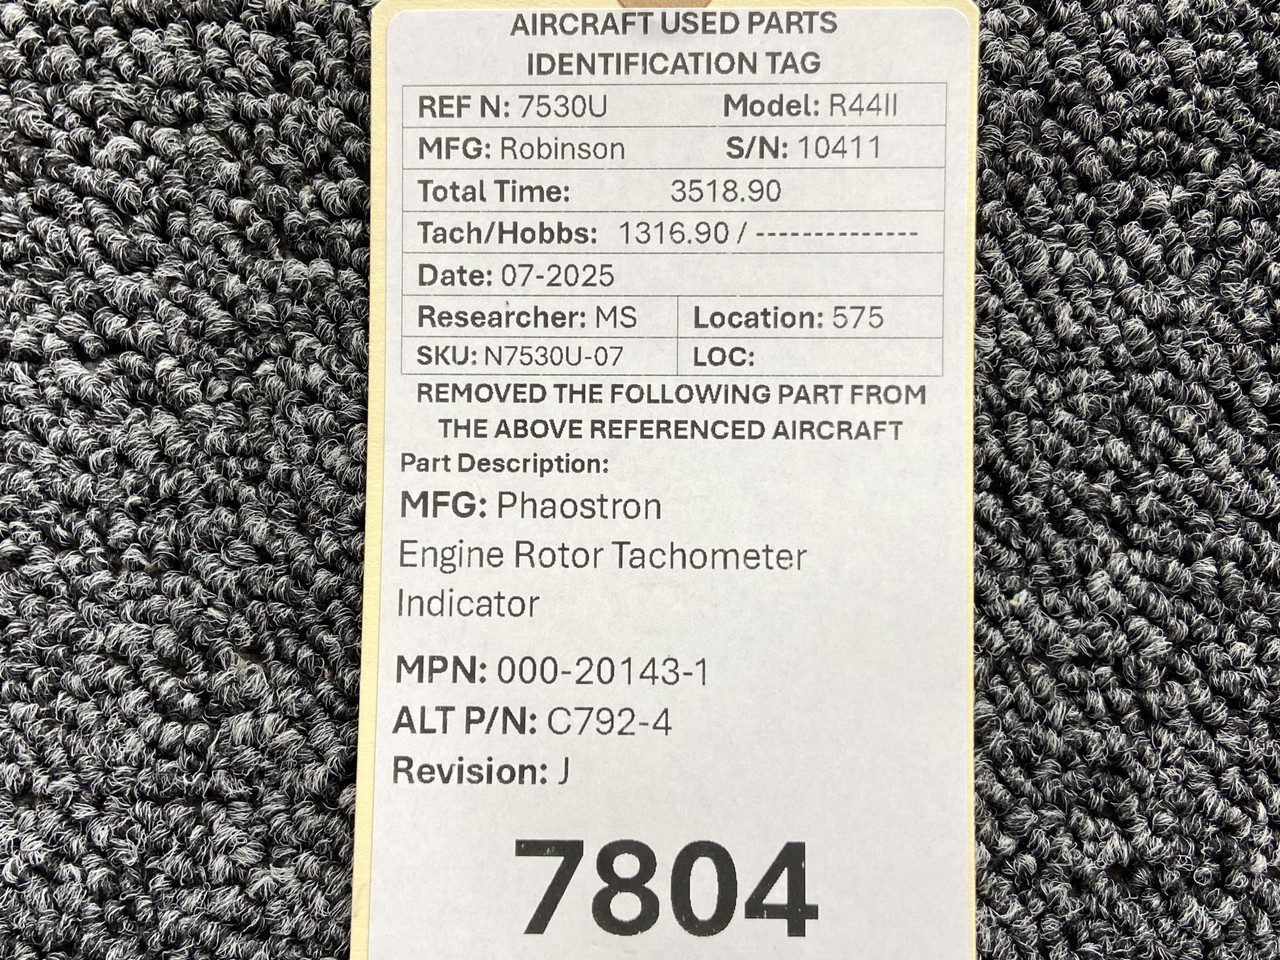 AIRCRAFT USED PARTS
IDENTIFICATION TAG
REF N: 7530U Model: R44II
MFG: Robinson S/N: 10411
Total Time: 3518.90
Tach/Hobbs: 1316.90 / --------------
Date: 07-2025
Researcher: MS Location: 575
SKU: N7530U-07 LOC:
REMOVED THE FOLLOWING PART FROM
THE ABOVE REFERENCED AIRCRAFT
Part Description:
MFG: Phaostron
Engine Rotor Tachometer
Indicator
MPN: 000-20143-1
ALT P/N: C792-4
Revision: J
7804